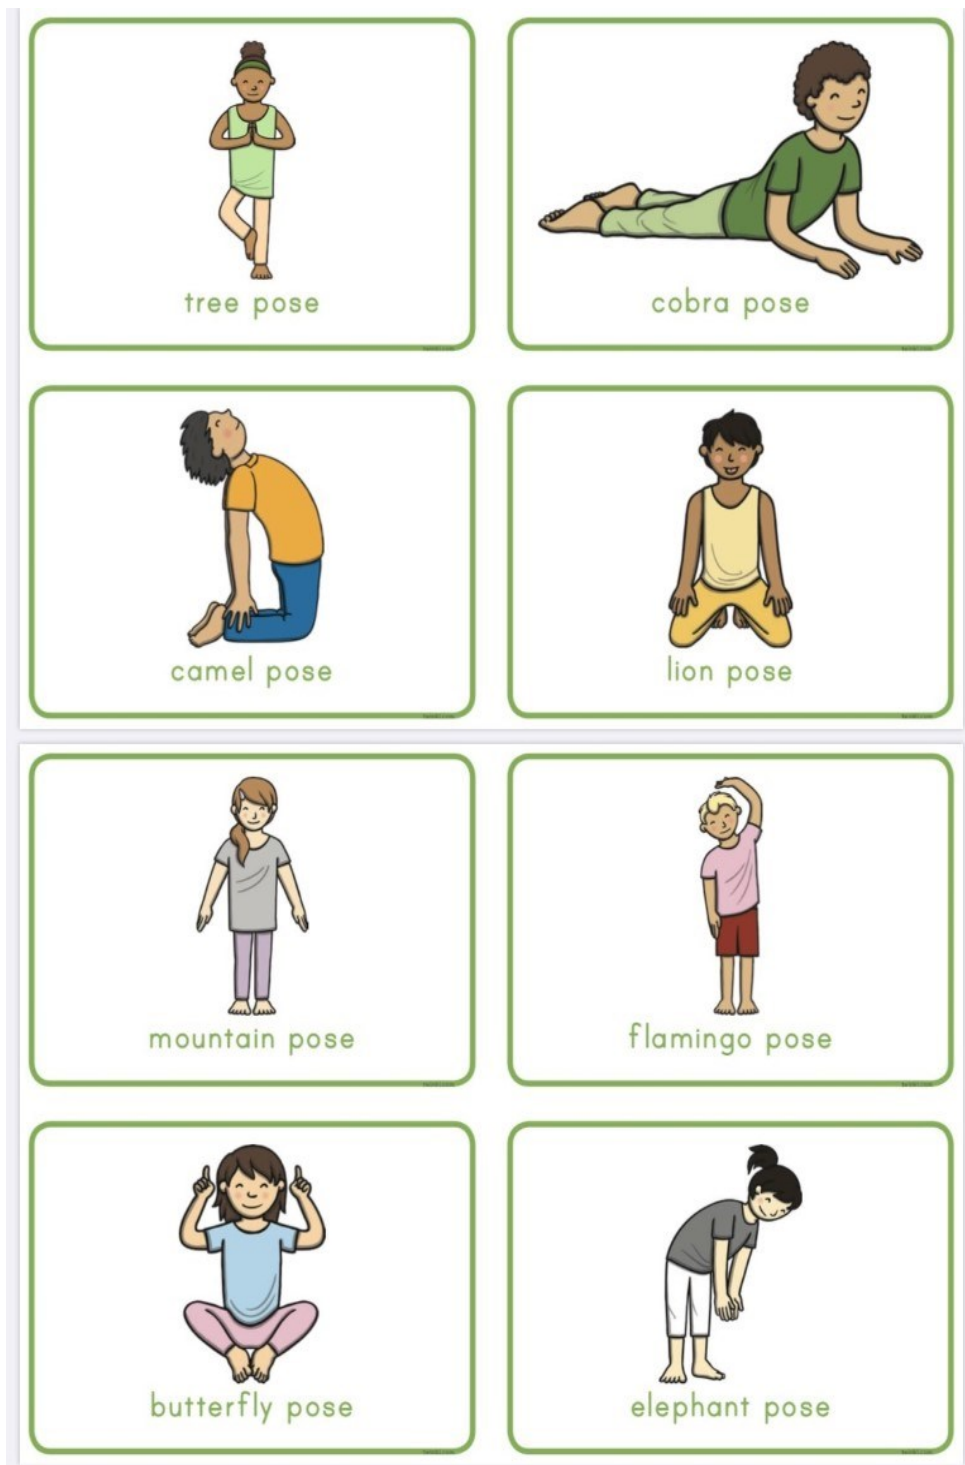 tree pose
cobra pose
camel pose
lion pose
mountain pose
flamingo pose
butterfly pose
elephant pose